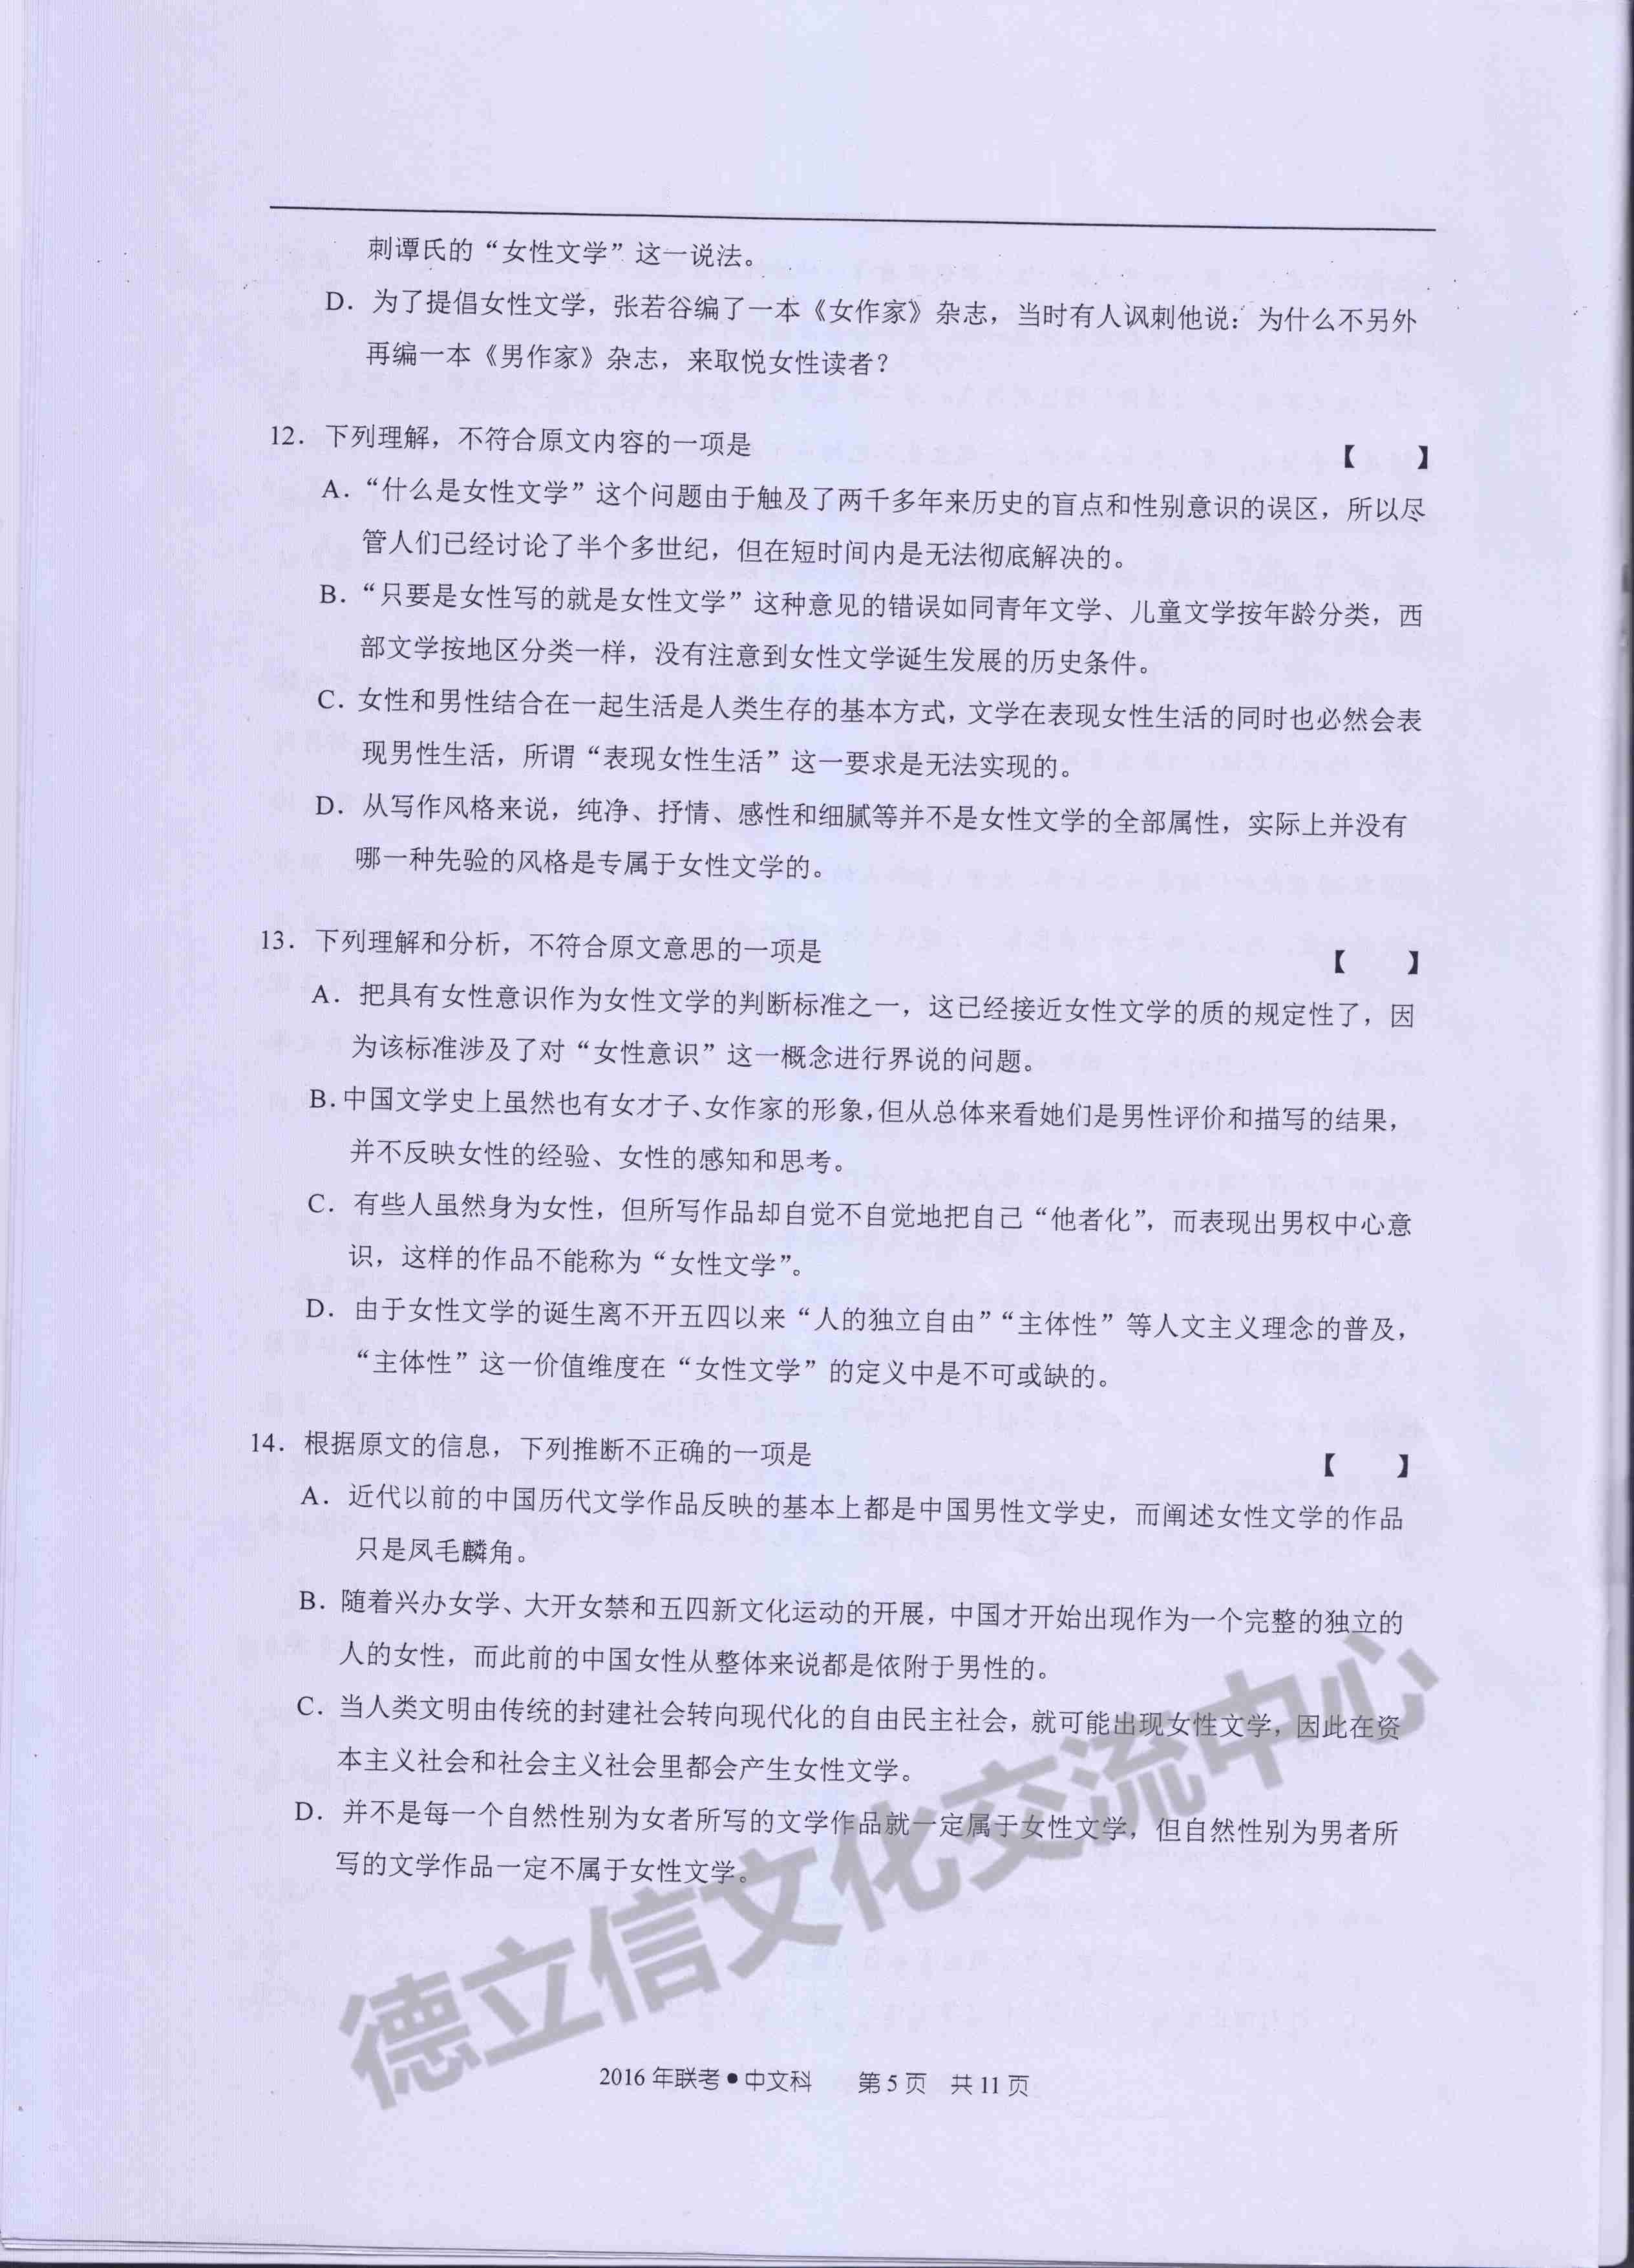 刺谭氏的“女性文学”这一说法。
D．为了提倡女性文学，张若谷编了一本《女作家》杂志，当时有人讽刺他说：为什么不另外
再编一本《男作家》杂志，来取悦女性读者？
12．下列理解，不符合原文内容的一项是 【 】
A．“什么是女性文学”这个问题由于触及了两千多年来历史的盲点和性别意识的误区，所以尽
管人们已经讨论了半个多世纪，但在短时间内是无法彻底解决的。
B．“只要是女性写的就是女性文学”这种意见的错误如同青年文学、儿童文学按年龄分类，西
部文学按地区分类一样，没有注意到女性文学诞生发展的历史条件。
C．女性和男性结合在一起生活是人类生存的基本方式，文学在表现女性生活的同时也必然会表
现男性生活，所谓“表现女性生活”这一要求是无法实现的。
D．从写作风格来说，纯净、抒情、感性和细腻等并不是女性文学的全部属性，实际上并没有
哪一种先验的风格是专属于女性文学的。
13．下列理解和分析，不符合原文意思的一项是 【 】
A．把具有女性意识作为女性文学的判断标准之一，这已经接近女性文学的质的规定性了，因
为该标准涉及了对“女性意识”这一概念进行界说的问题。
B．中国文学史上虽然也有女才子、女作家的形象，但从总体来看她们是男性评价和描写的结果，
并不反映女性的经验、女性的感知和思考。
C．有些人虽然身为女性，但所写作品却自觉不自觉地把自己“他者化”，而表现出男权中心意
识，这样的作品不能称为“女性文学”。
D．由于女性文学的诞生离不开五四以来“人的独立自由”“主体性”等人文主义理念的普及，
“主体性”这一价值维度在“女性文学”的定义中是不可或缺的。
14．根据原文的信息，下列推断不正确的一项是 【 】
A．近代以前的中国历代文学作品反映的基本上都是中国男性文学史，而阐述女性文学的作品
只是凤毛麟角。
B．随着兴办女学、大开女禁和五四新文化运动的开展，中国才开始出现作为一个完整的独立的
人的女性，而此前的中国女性从整体来说都是依附于男性的。
C．当人类文明由传统的封建社会转向现代化的自由民主社会，就可能出现女性文学，因此在资
本主义社会和社会主义社会里都会产生女性文学。
D．并不是每一个自然性别为女者所写的文学作品就一定属于女性文学，但自然性别为男者所
写的文学作品一定不属于女性文学。
德立信文化交流中心
2016 年联考●中文科 第 5 页 共 11 页